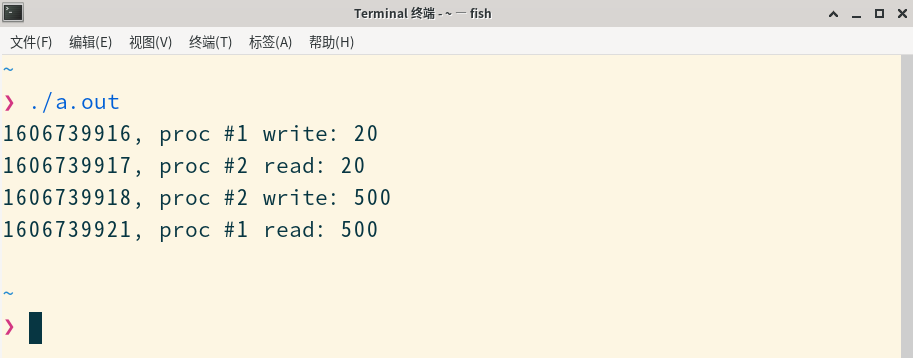 Terminal 终端 - ~ — fish
文件(F) 编辑(E) 视图(V) 终端(T) 标签(A) 帮助(H)
~
❯ ./a.out
1606739916, proc #1 write: 20
1606739917, proc #2 read: 20
1606739918, proc #2 write: 500
1606739921, proc #1 read: 500
~
❯